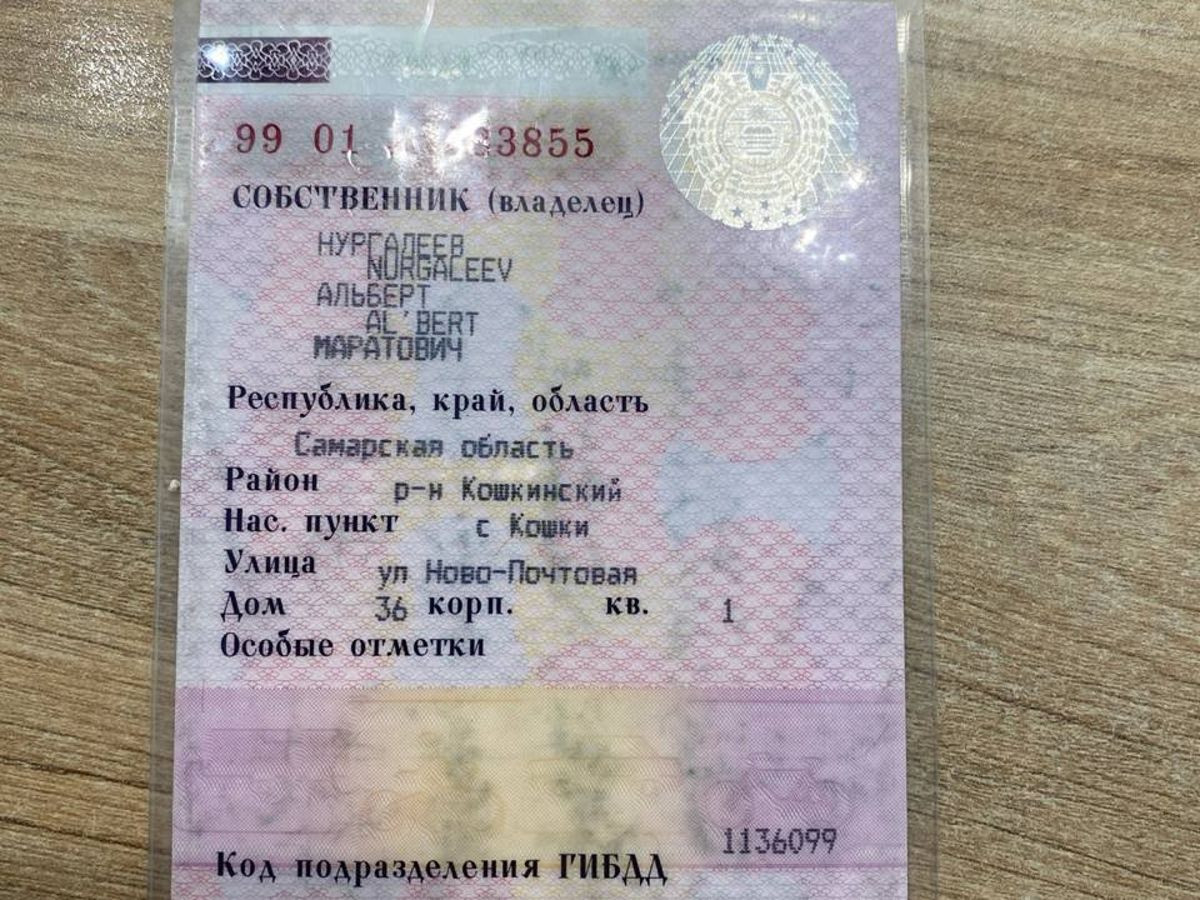 99 01 3855
СОБСТВЕННИК (владелец)
НУРГАЛЕЕВ
NURGALEEV
АЛЬБЕРТ
AL'BERT
МАРАТОВИЧ
Республика, край, область
Самарская область
Район р-н Кошкинский
Нас. пункт с Кошки
Улица ул Ново-Почтовая
Дом 36 корп. кв. 1
Особые отметки
1136099
Код подразделения ГИБДД